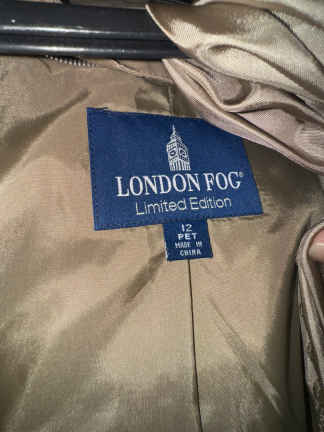 LONDON FOG®
Limited Edition
12
PET
MADE IN
CHINA